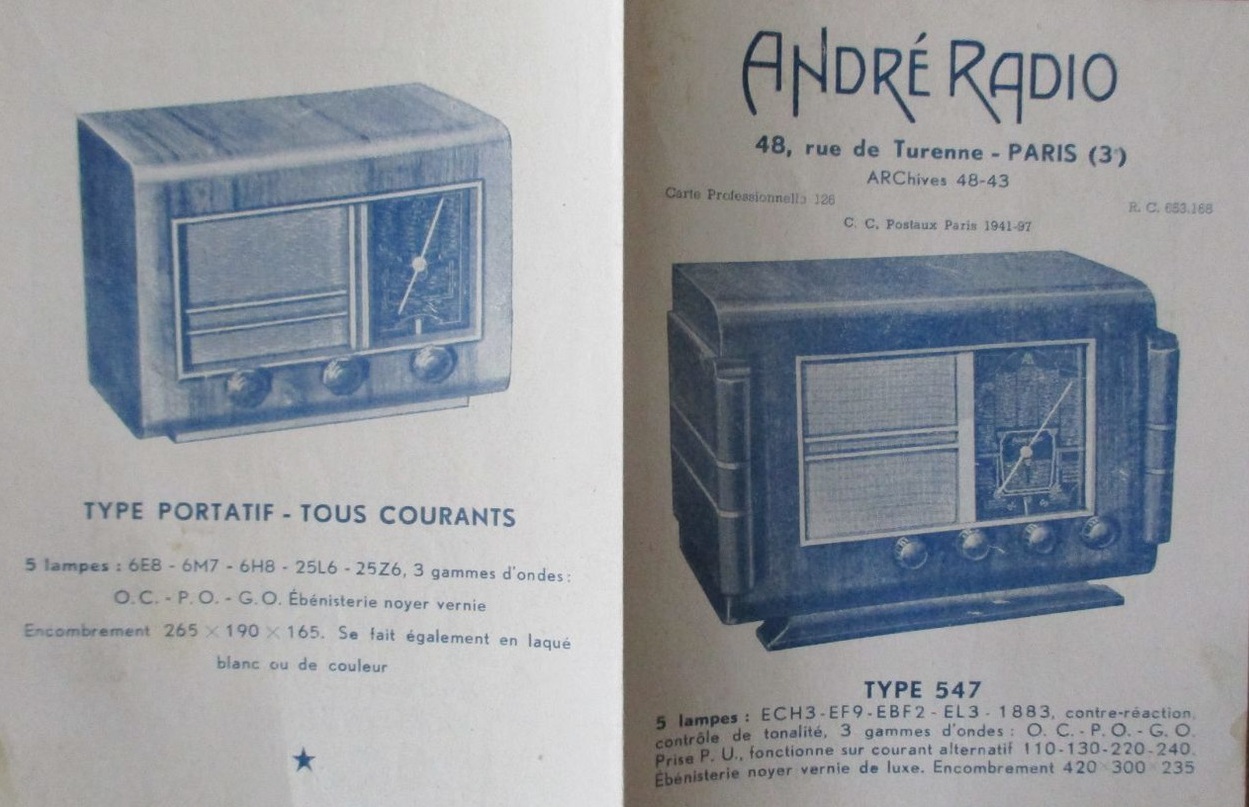 TYPE PORTATIF - TOUS COURANTS
5 lampes : 6E8 - 6M7 - 6H8 - 25L6 - 25Z6, 3 gammes d'ondes :
O.C. - P.O. - G.O. Ébénisterie noyer vernie
Encombrement 265 × 190 × 165. Se fait également en laqué
blanc ou de couleur
ANDRÉ RADIO
48, rue de Turenne - PARIS (3e)
ARChives 48-43
Carte Professionnelle 126
R. C. 653.168
C. C. Postaux Paris 1941-97
TYPE 547
5 lampes : ECH3 - EF9 - EBF2 - EL3 - 1883, contre-réaction,
contrôle de tonalité, 3 gammes d'ondes : O. C. - P. O. - G. O.
Prise P. U., fonctionne sur courant alternatif 110-130-220-240.
Ébénisterie noyer vernie de luxe. Encombrement 420 × 300 × 235